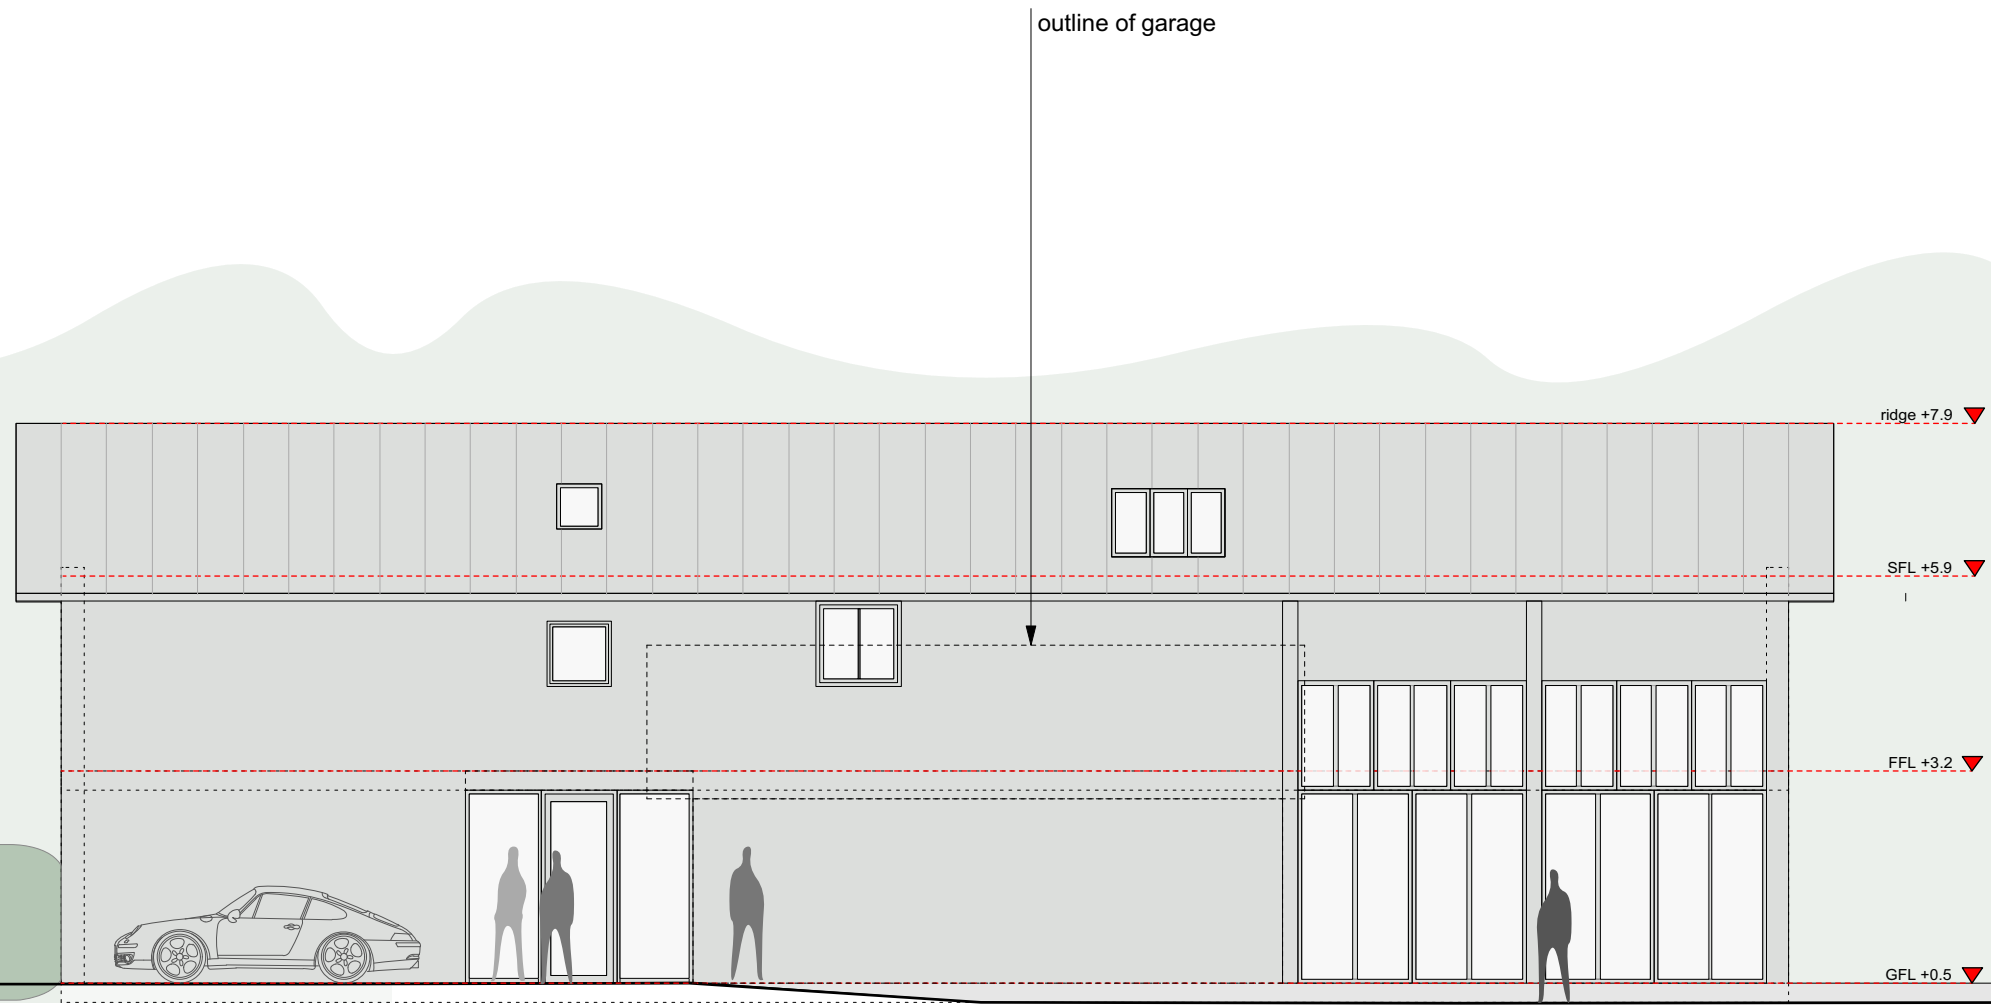 outline of garage
ridge +7.9
SFL +5.9
FFL +3.2
GFL +0.5